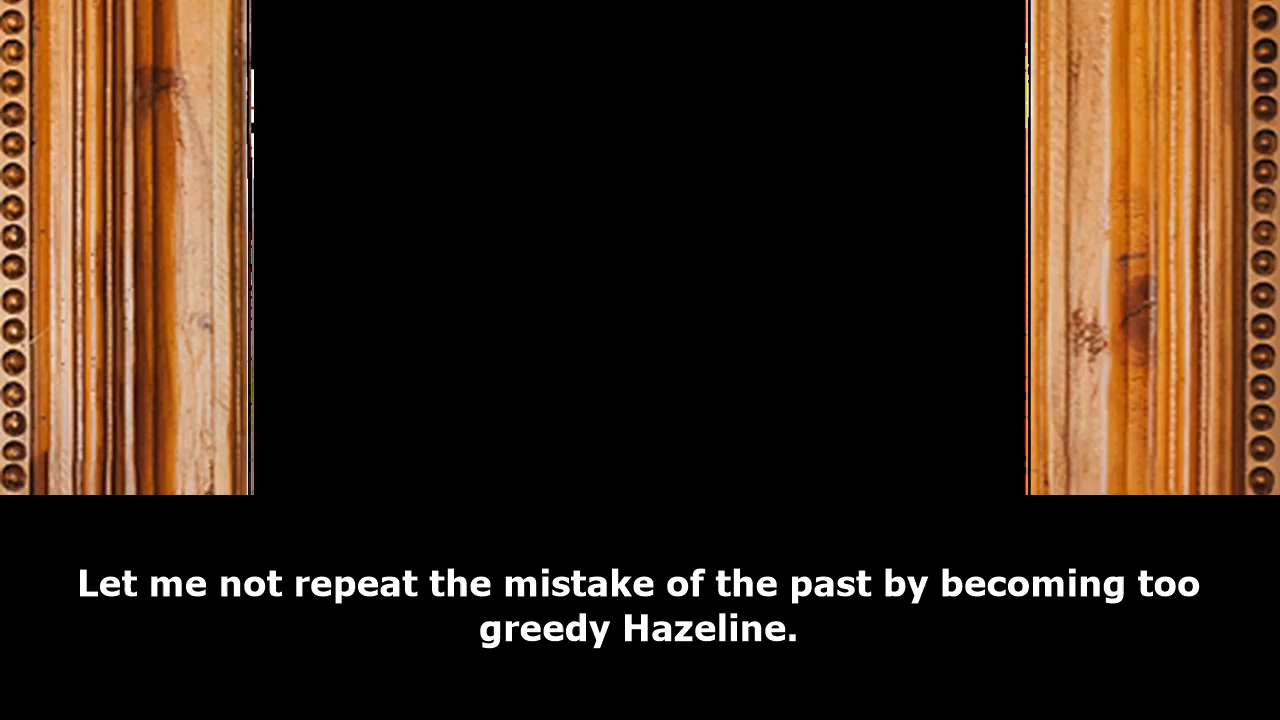 Let me not repeat the mistake of the past by becoming too
greedy Hazeline.